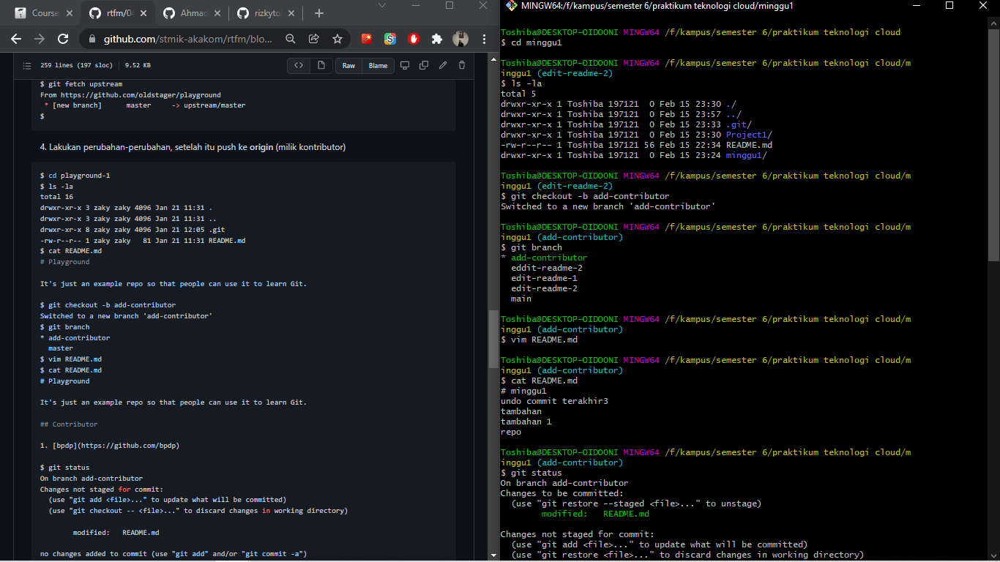 Course
rtfm/04
Ahmad
rizkyto
github.com/stmik-akakom/rtfm/blo...
259 lines (197 sloc) 9.52 KB
Raw Blame
$ git fetch upstream
From https://github.com/oldstager/playground
* [new branch] master -> upstream/master
$
4. Lakukan perubahan-perubahan, setelah itu push ke origin (milik kontributor)
$ cd playground-1
$ ls -la
total 16
drwxr-xr-x 3 zaky zaky 4096 Jan 21 11:31 .
drwxr-xr-x 3 zaky zaky 4096 Jan 21 11:31 ..
drwxr-xr-x 8 zaky zaky 4096 Jan 21 12:05 .git
-rw-r--r-- 1 zaky zaky 81 Jan 21 11:31 README.md
$ cat README.md
# Playground
It's just an example repo so that people can use it to learn Git.
$ git checkout -b add-contributor
Switched to a new branch 'add-contributor'
$ git branch
* add-contributor
master
$ vim README.md
$ cat README.md
# Playground
It's just an example repo so that people can use it to learn Git.
## Contributor
1. [bpdp](https://github.com/bpdp)
$ git status
On branch add-contributor
Changes not staged for commit:
(use "git add <file>..." to update what will be committed)
(use "git checkout -- <file>..." to discard changes in working directory)
modified: README.md
no changes added to commit (use "git add" and/or "git commit -a")
MINGW64:/f/kampus/semester 6/praktikum teknologi cloud/minggu1
Toshiba@DESKTOP-OIDOONI MINGW64 /f/kampus/semester 6/praktikum teknologi cloud
$ cd minggu1
Toshiba@DESKTOP-OIDOONI MINGW64 /f/kampus/semester 6/praktikum teknologi cloud/m
inggu1 (edit-readme-2)
$ ls -la
total 5
drwxr-xr-x 1 Toshiba 197121 0 Feb 15 23:30 ./
drwxr-xr-x 1 Toshiba 197121 0 Feb 15 23:57 ../
drwxr-xr-x 1 Toshiba 197121 0 Feb 15 23:33 .git/
drwxr-xr-x 1 Toshiba 197121 0 Feb 15 23:30 Project1/
-rw-r--r-- 1 Toshiba 197121 56 Feb 15 22:34 README.md
drwxr-xr-x 1 Toshiba 197121 0 Feb 15 23:24 minggu1/
Toshiba@DESKTOP-OIDOONI MINGW64 /f/kampus/semester 6/praktikum teknologi cloud/m
inggu1 (edit-readme-2)
$ git checkout -b add-contributor
Switched to a new branch 'add-contributor'
Toshiba@DESKTOP-OIDOONI MINGW64 /f/kampus/semester 6/praktikum teknologi cloud/m
inggu1 (add-contributor)
$ git branch
* add-contributor
eddit-readme-2
edit-readme-1
edit-readme-2
main
Toshiba@DESKTOP-OIDOONI MINGW64 /f/kampus/semester 6/praktikum teknologi cloud/m
inggu1 (add-contributor)
$ vim README.md
Toshiba@DESKTOP-OIDOONI MINGW64 /f/kampus/semester 6/praktikum teknologi cloud/m
inggu1 (add-contributor)
$ cat README.md
# minggu1
undo commit terakhir3
tambahan
tambahan 1
repo
Toshiba@DESKTOP-OIDOONI MINGW64 /f/kampus/semester 6/praktikum teknologi cloud/m
inggu1 (add-contributor)
$ git status
On branch add-contributor
Changes to be committed:
(use "git restore --staged <file>..." to unstage)
modified: README.md
Changes not staged for commit:
(use "git add <file>..." to update what will be committed)
(use "git restore <file>..." to discard changes in working directory)